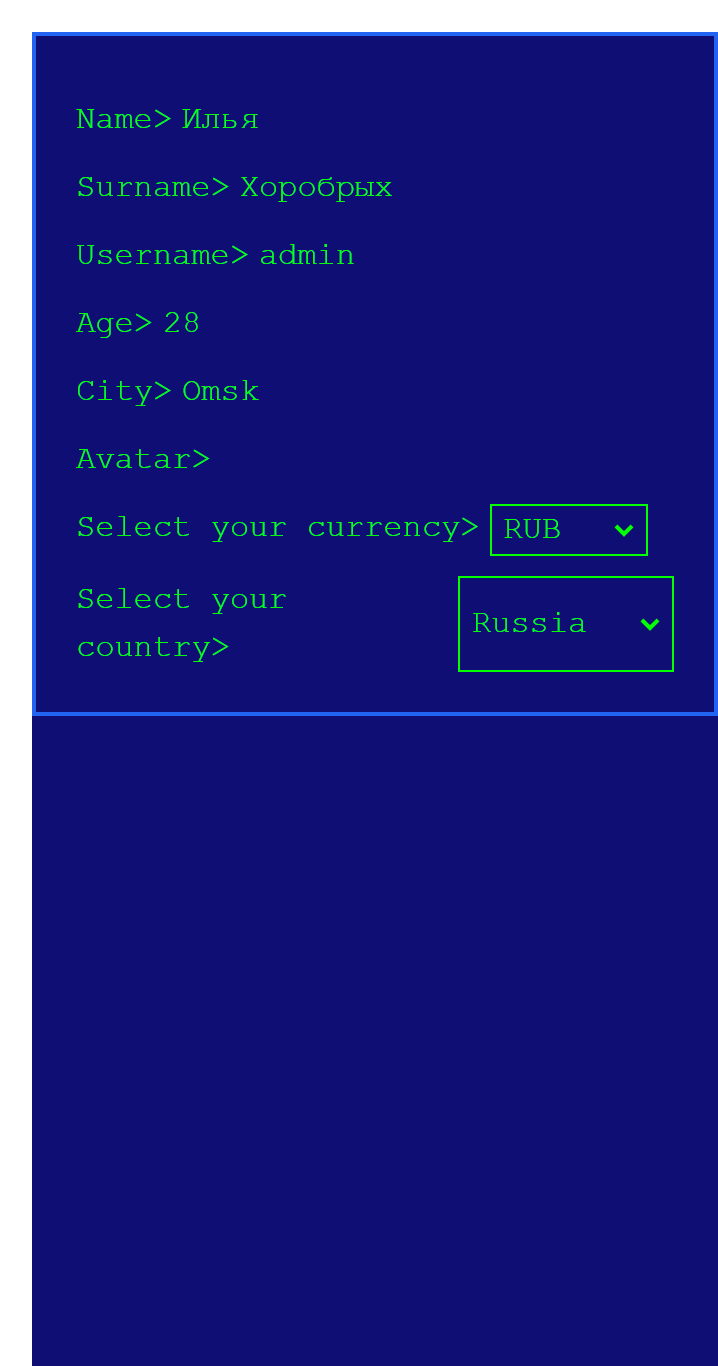 Name> Илья
Surname> Хоробрых
Username> admin
Age> 28
City> Omsk
Avatar>
Select your currency> RUB
Select your
country> Russia